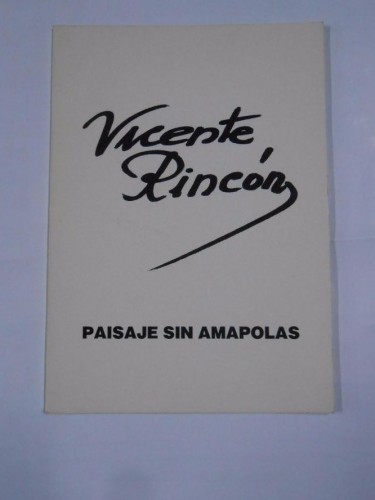 Vicente
Rincón
PAISAJE SIN AMAPOLAS